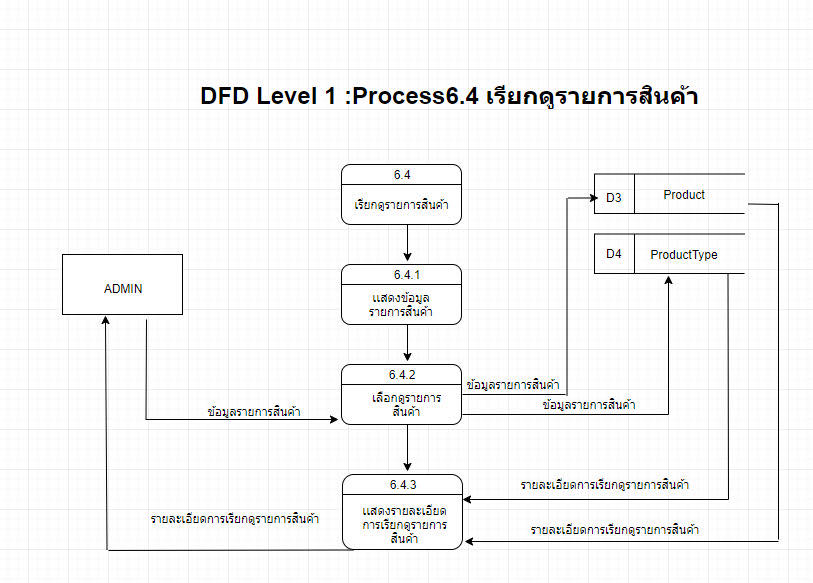 DFD Level 1 :Process6.4 เรียกดูรายการสินค้า
6.4
เรียกดูรายการสินค้า
D3
Product
D4
ProductType
ADMIN
6.4.1
แสดงข้อมูล
รายการสินค้า
6.4.2
เลือกดูรายการ
สินค้า
ข้อมูลรายการสินค้า
ข้อมูลรายการสินค้า
ข้อมูลรายการสินค้า
6.4.3
แสดงรายละเอียด
การเรียกดูรายการ
สินค้า
รายละเอียดการเรียกดูรายการสินค้า
รายละเอียดการเรียกดูรายการสินค้า
รายละเอียดการเรียกดูรายการสินค้า